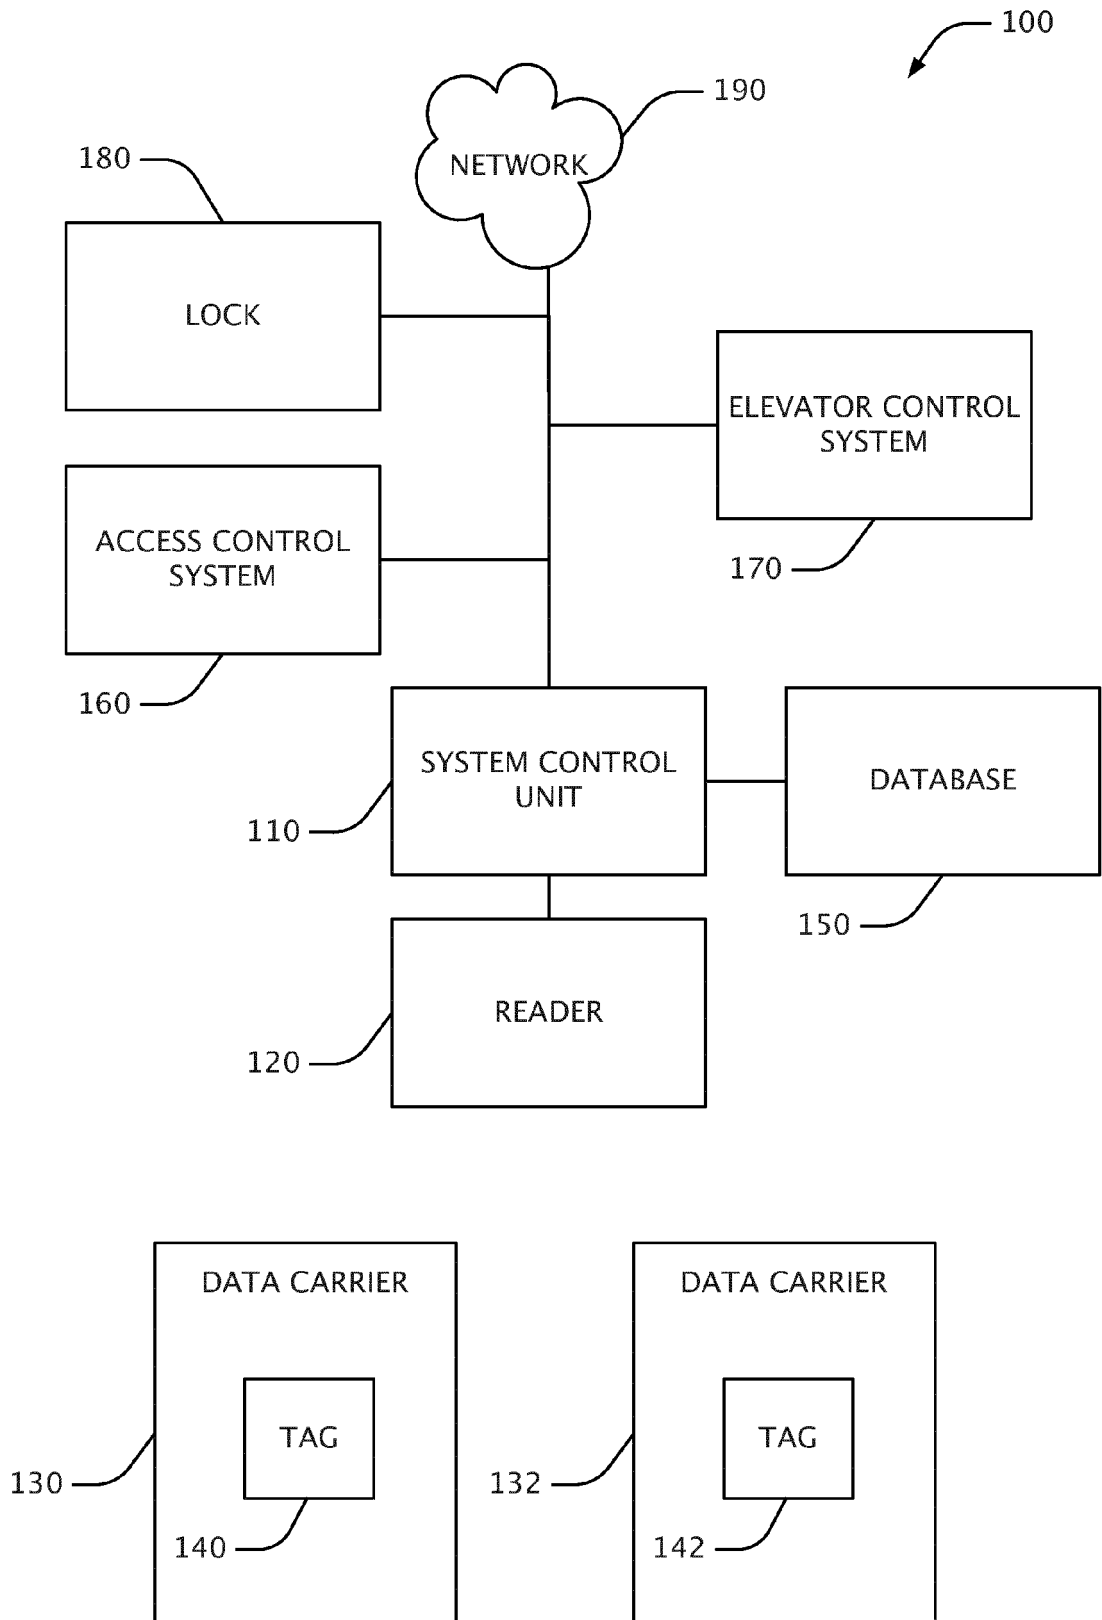 100
190
NETWORK
180
LOCK
ELEVATOR CONTROL
SYSTEM
170
ACCESS CONTROL
SYSTEM
160
SYSTEM CONTROL
UNIT
110
DATABASE
150
READER
120
DATA CARRIER
TAG
130
140
DATA CARRIER
TAG
132
142